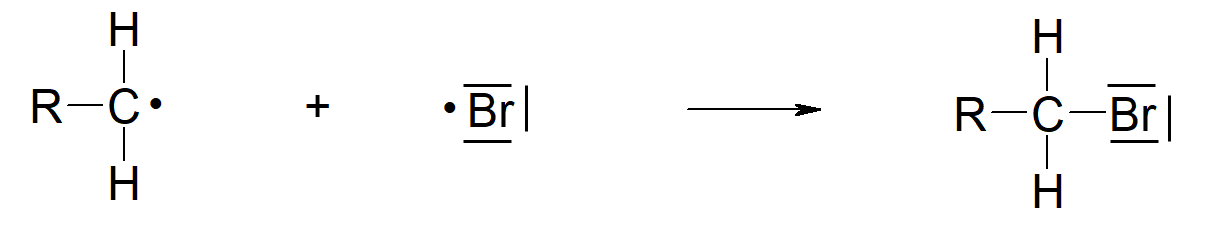 H H
R–C• + •Br| → R–C–Br|
H H